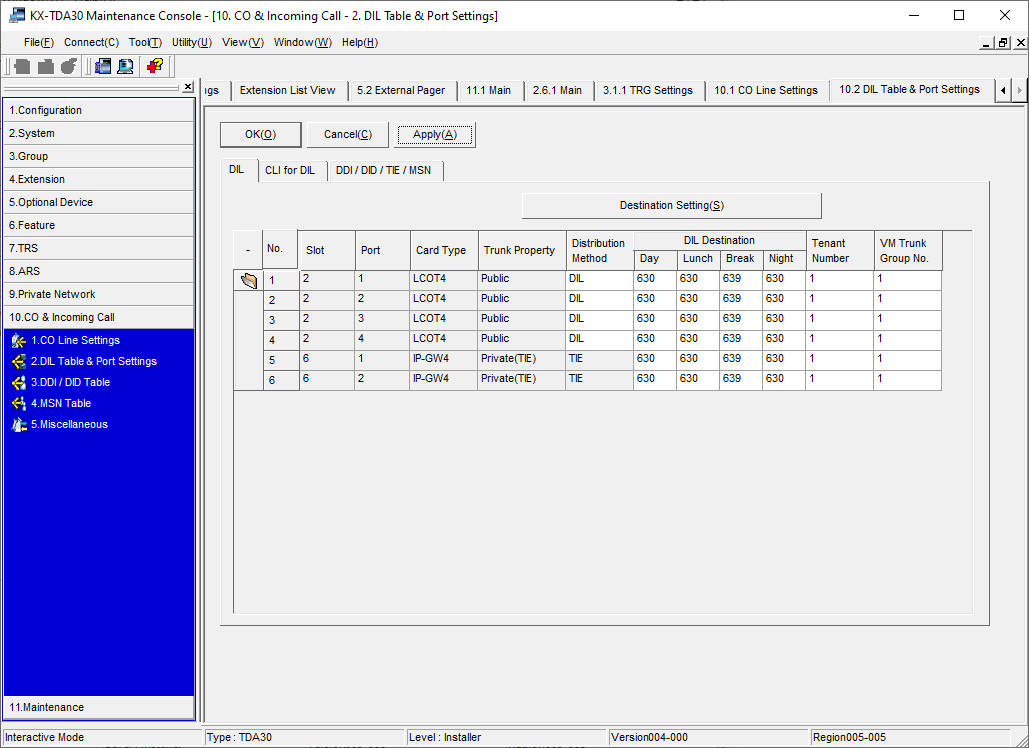 KX-TDA30 Maintenance Console - [10. CO & Incoming Call - 2. DIL Table & Port Settings]
File(F) Connect(C) Tool(T) Utility(U) View(V) Window(W) Help(H)
ngs Extension List View 5.2 External Pager 11.1 Main 2.6.1 Main 3.1.1 TRG Settings 10.1 CO Line Settings 10.2 DIL Table & Port Settings
1.Configuration
2.System
3.Group
4.Extension
5.Optional Device
6.Feature
7.TRS
8.ARS
9.Private Network
10.CO & Incoming Call
1.CO Line Settings
2.DIL Table & Port Settings
3.DDI / DID Table
4.MSN Table
5.Miscellaneous
11.Maintenance
OK(O) Cancel(C) Apply(A)
DIL CLI for DIL DDI / DID / TIE / MSN
Destination Setting(S)
- No. Slot Port Card Type Trunk Property Distribution Method DIL Destination Tenant Number VM Trunk Group No.
Day Lunch Break Night
1 2 1 LCOT4 Public DIL 630 630 639 630 1 1
2 2 2 LCOT4 Public DIL 630 630 639 630 1 1
3 2 3 LCOT4 Public DIL 630 630 639 630 1 1
4 2 4 LCOT4 Public DIL 630 630 639 630 1 1
5 6 1 IP-GW4 Private(TIE) TIE 630 630 639 630 1 1
6 6 2 IP-GW4 Private(TIE) TIE 630 630 639 630 1 1
Interactive Mode Type : TDA30 Level : Installer Version004-000 Region005-005